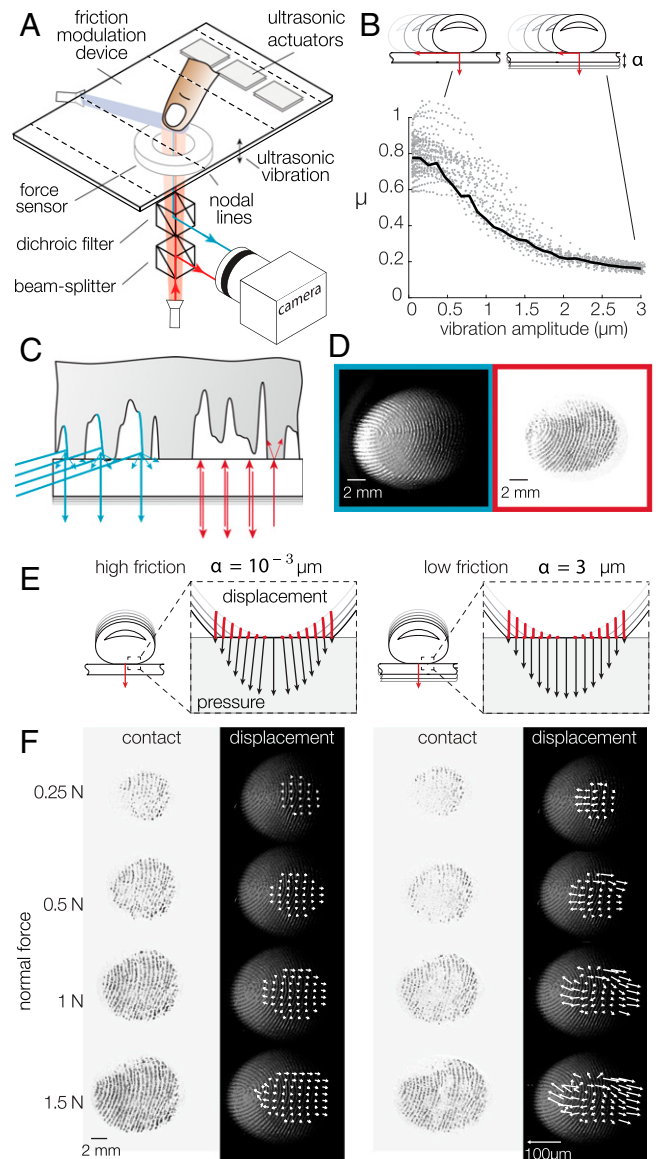 A
friction
modulation
device
ultrasonic
actuators
ultrasonic
vibration
force
sensor
nodal
lines
dichroic filter
beam-splitter
camera
B
α
μ
1
0.8
0.6
0.4
0.2
0 0.5 1 1.5 2 2.5 3
vibration amplitude (μm)
C
D
2 mm
2 mm
E
high friction α = 10⁻³ μm
displacement
pressure
low friction α = 3 μm
F
contact displacement contact displacement
normal force
0.25 N
0.5 N
1 N
1.5 N
2 mm
100μm